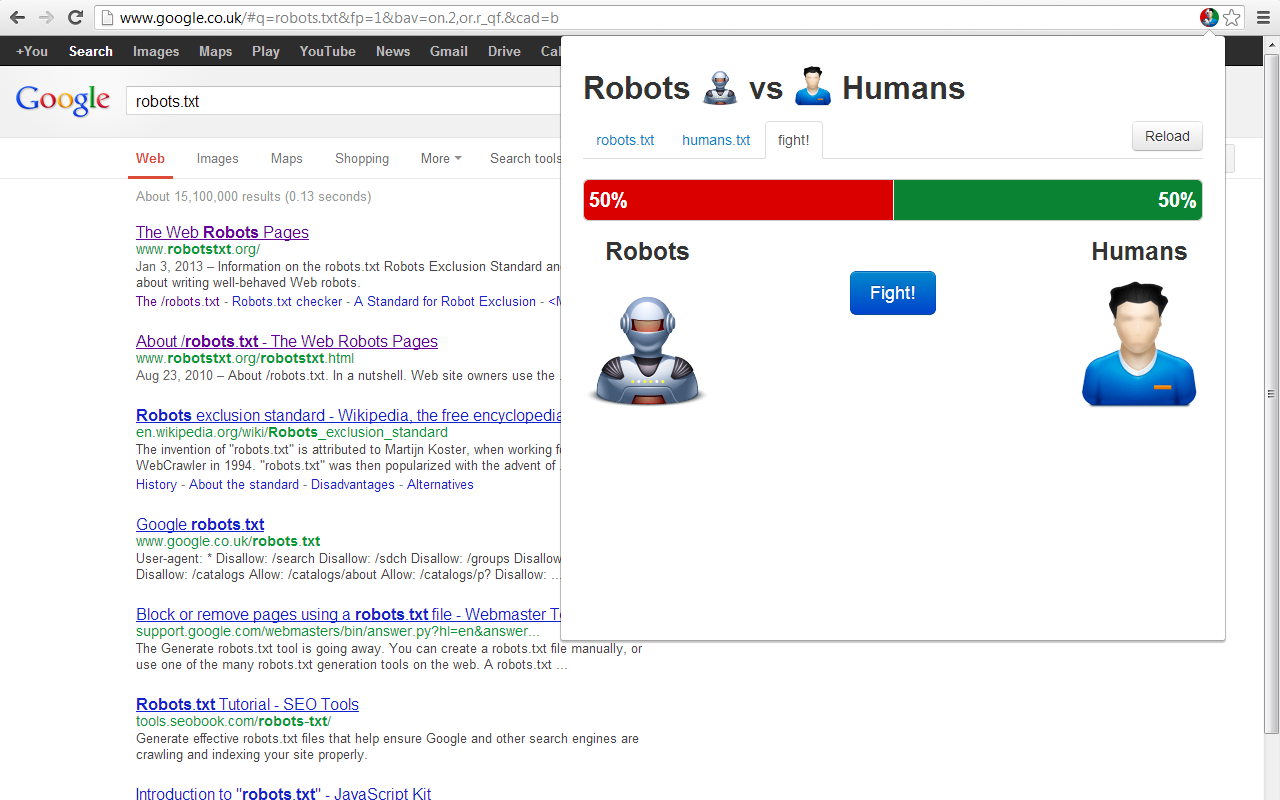 www.google.co.uk/#q=robots.txt&fp=1&bav=on.2,or.r_qf.&cad=b
+You Search Images Maps Play YouTube News Gmail Drive
Google
robots.txt
Web Images Maps Shopping More Search tools
About 15,100,000 results (0.13 seconds)
The Web Robots Pages
www.robotstxt.org/
Jan 3, 2013 – Information on the robots.txt Robots Exclusion Standard and
about writing well-behaved Web robots.
The /robots.txt - Robots.txt checker - A Standard for Robot Exclusion -
About /robots.txt - The Web Robots Pages
www.robotstxt.org/robotstxt.html
Aug 23, 2010 – About /robots.txt. In a nutshell. Web site owners use the
Robots exclusion standard - Wikipedia, the free encyclopedia
en.wikipedia.org/wiki/Robots_exclusion_standard
The invention of "robots.txt" is attributed to Martijn Koster, when working
WebCrawler in 1994. "robots.txt" was then popularized with the advent of
History - About the standard - Disadvantages - Alternatives
Google robots.txt
www.google.co.uk/robots.txt
User-agent: * Disallow: /search Disallow: /sdch Disallow: /groups Disallow
Disallow: /catalogs Allow: /catalogs/about Allow: /catalogs/p? Disallow: ...
Block or remove pages using a robots.txt file - Webmaster
support.google.com/webmasters/bin/answer.py?hl=en&answer...
The Generate robots.txt tool is going away. You can create a robots.txt file manually, or
use one of the many robots.txt generation tools on the web. A robots.txt ...
Robots.txt Tutorial - SEO Tools
tools.seobook.com/robots-txt/
Generate effective robots.txt files that help ensure Google and other search engines are
crawling and indexing your site properly.
Introduction to "robots.txt" - JavaScript Kit
Robots vs Humans
robots.txt humans.txt fight! Reload
50% 50%
Robots Humans
Fight!